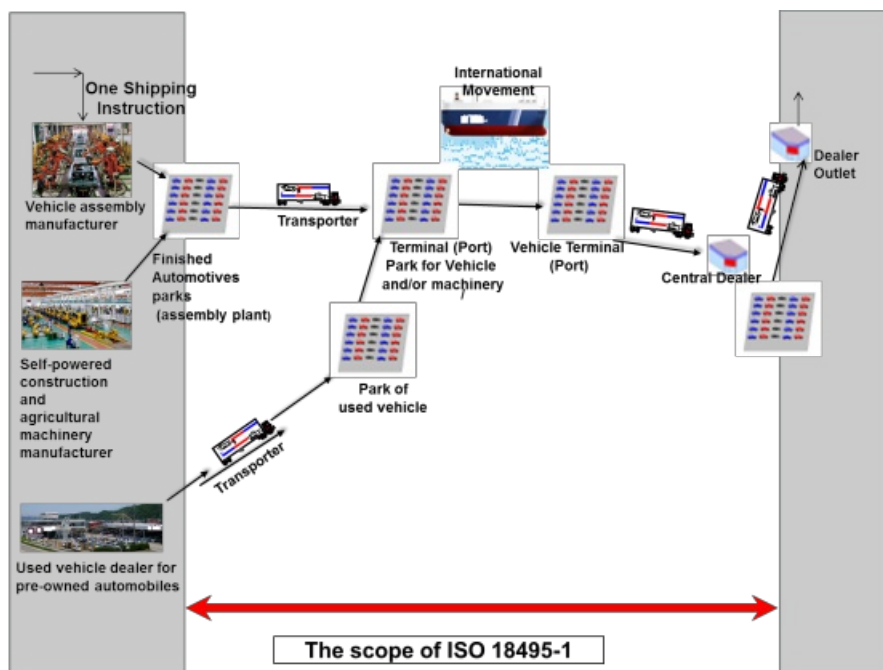 One Shipping
Instruction
International
Movement
Vehicle assembly
manufacturer
Transporter
Dealer
Outlet
Finished
Automotives
parks
(assembly plant)
Terminal (Port)
Park for Vehicle
and/or machinery
Vehicle Terminal
(Port)
Central Dealer
Self-powered
construction
and
agricultural
machinery
manufacturer
Park of
used vehicle
Transporter
Used vehicle dealer for
pre-owned automobiles
The scope of ISO 18495-1